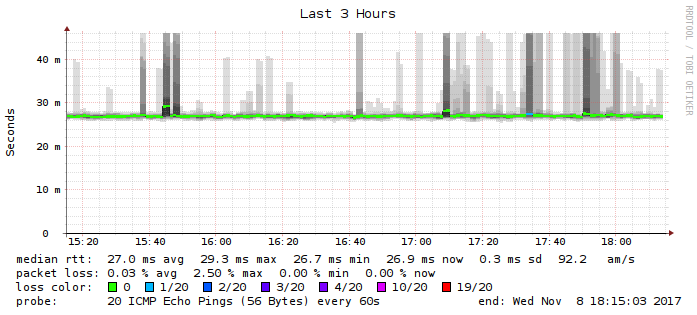 Last 3 Hours
RRDTOOL / TOBI OETIKER
Seconds
40 m
30 m
20 m
10 m
0
15:20 15:40 16:00 16:20 16:40 17:00 17:20 17:40 18:00
median rtt: 27.0 ms avg 29.3 ms max 26.7 ms min 26.9 ms now 0.3 ms sd 92.2 am/s
packet loss: 0.03 % avg 2.50 % max 0.00 % min 0.00 % now
loss color: 0 1/20 2/20 3/20 4/20 10/20 19/20
probe: 20 ICMP Echo Pings (56 Bytes) every 60s end: Wed Nov 8 18:15:03 2017